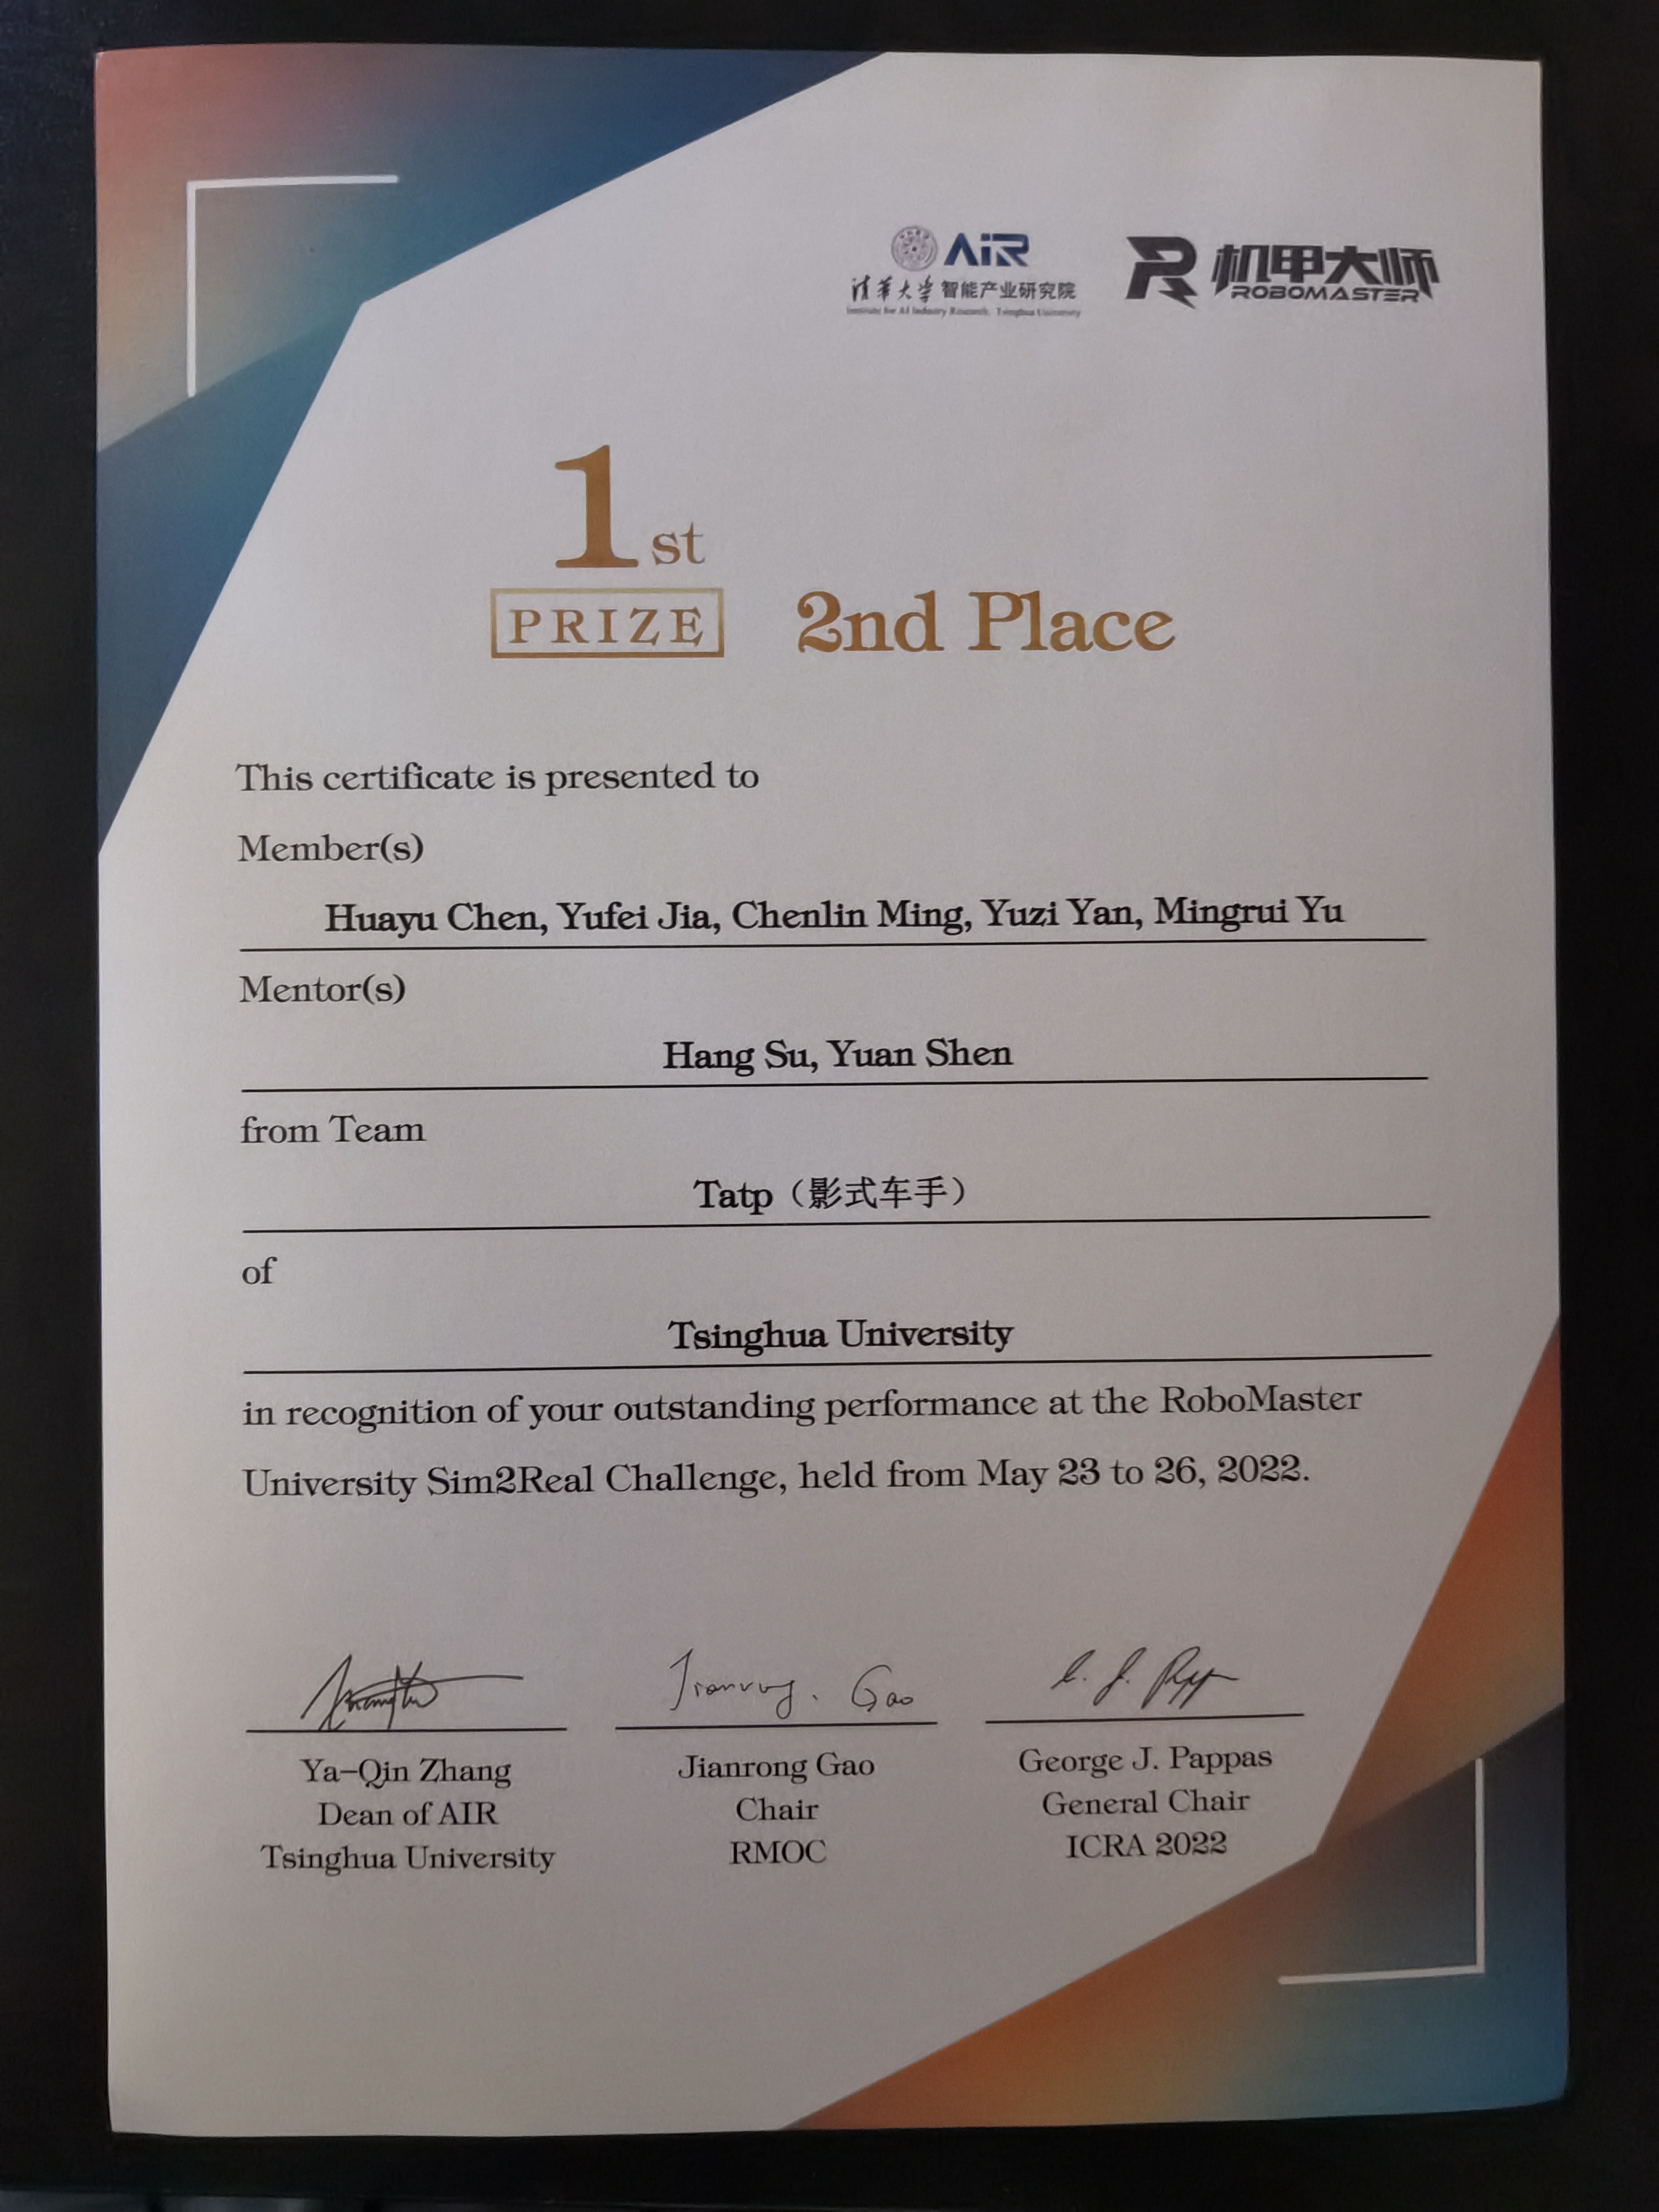 AiR
清华大学 智能产业研究院
Institute for AI Industry Research, Tsinghua University
R 机甲大师
ROBOMASTER
1st
PRIZE 2nd Place
This certificate is presented to
Member(s)
Huayu Chen, Yufei Jia, Chenlin Ming, Yuzi Yan, Mingrui Yu
Mentor(s)
Hang Su, Yuan Shen
from Team
Tatp（影式车手）
of
Tsinghua University
in recognition of your outstanding performance at the RoboMaster
University Sim2Real Challenge, held from May 23 to 26, 2022.
Jianrong. Gao
Ya-Qin Zhang
Dean of AIR
Tsinghua University
Jianrong Gao
Chair
RMOC
George J. Pappas
General Chair
ICRA 2022